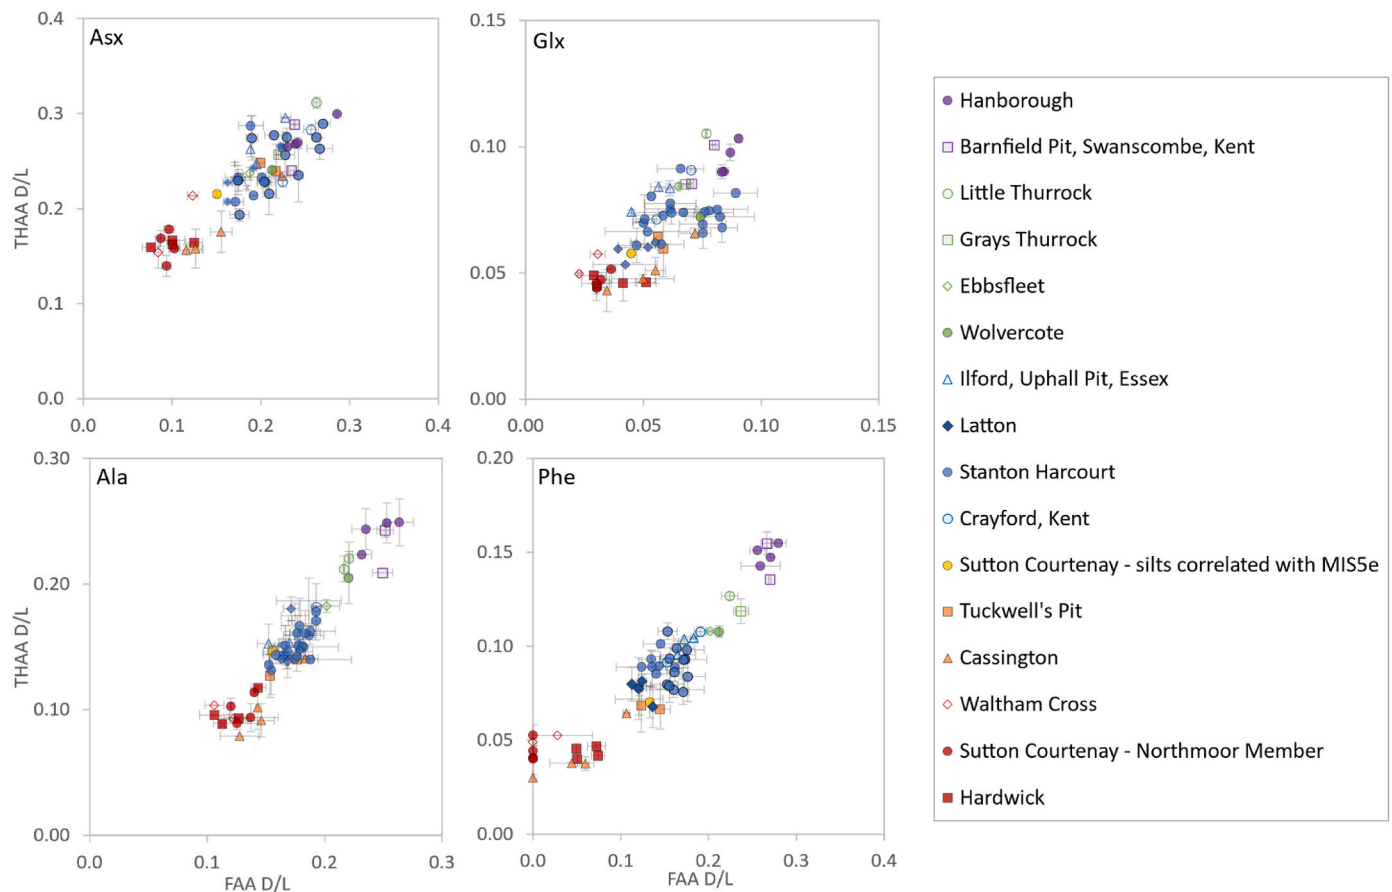 Asx
THAA D/L
0.4
0.3
0.2
0.1
0.0
0.0 0.1 0.2 0.3 0.4
Glx
0.15
0.10
0.05
0.00
0.00 0.05 0.10 0.15
Ala
THAA D/L
0.30
0.20
0.10
0.00
0.0 0.1 0.2 0.3
FAA D/L
Phe
0.20
0.15
0.10
0.05
0.00
0.0 0.1 0.2 0.3 0.4
FAA D/L
Hanborough
Barnfield Pit, Swanscombe, Kent
Little Thurrock
Grays Thurrock
Ebbsfleet
Wolvercote
Ilford, Uphall Pit, Essex
Latton
Stanton Harcourt
Crayford, Kent
Sutton Courtenay - silts correlated with MIS5e
Tuckwell's Pit
Cassington
Waltham Cross
Sutton Courtenay - Northmoor Member
Hardwick